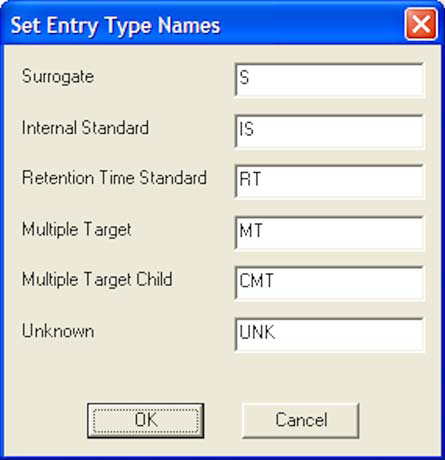 Set Entry Type Names
Surrogate S
Internal Standard IS
Retention Time Standard RT
Multiple Target MT
Multiple Target Child CMT
Unknown UNK
OK Cancel